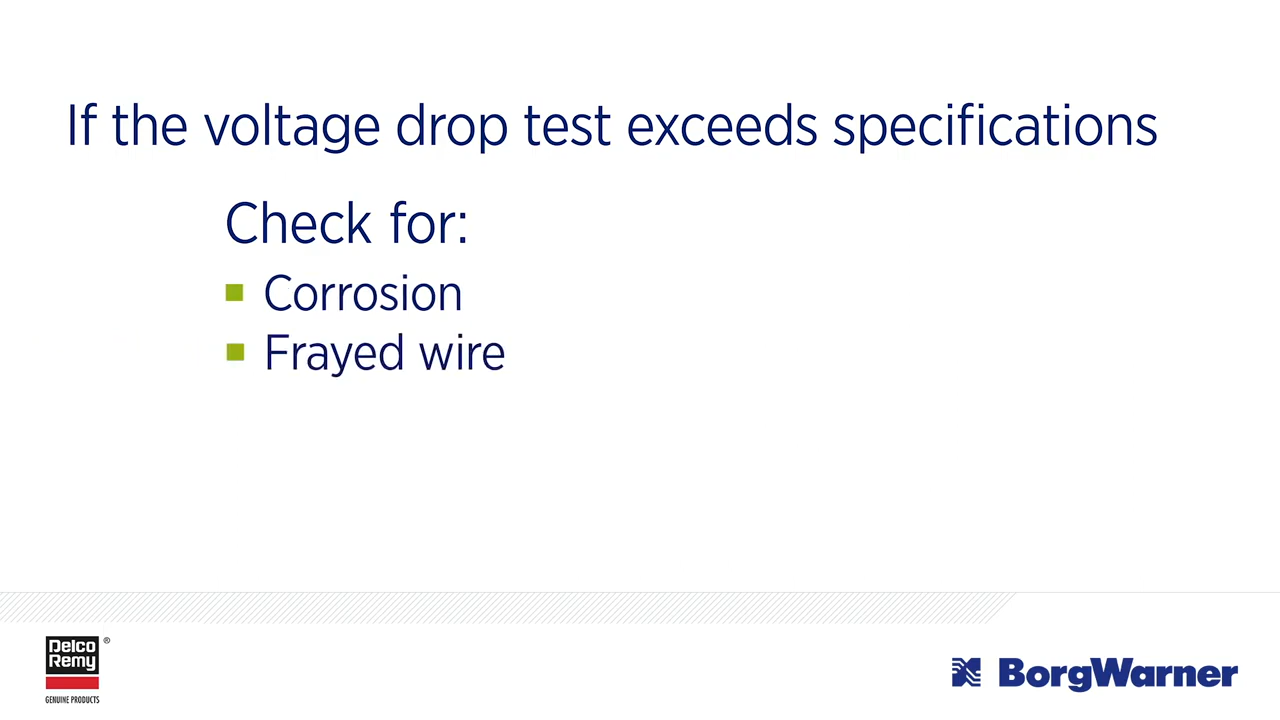 If the voltage drop test exceeds specifications
Check for:
Corrosion
Frayed wire
Delco
Remy
®
GENUINE PRODUCTS
BorgWarner